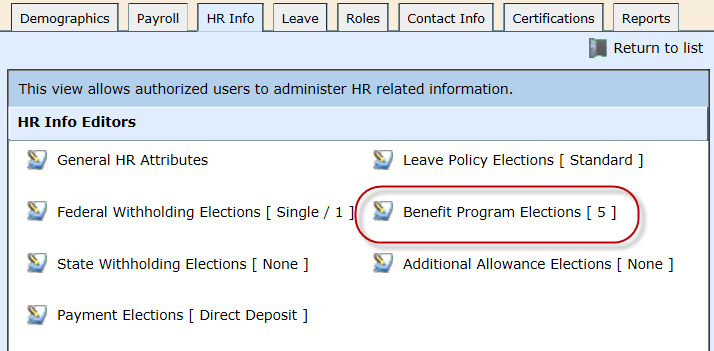 Demographics Payroll HR Info Leave Roles Contact Info Certifications Reports
Return to list
This view allows authorized users to administer HR related information.
HR Info Editors
General HR Attributes
Leave Policy Elections [ Standard ]
Federal Withholding Elections [ Single / 1 ]
Benefit Program Elections [ 5 ]
State Withholding Elections [ None ]
Additional Allowance Elections [ None ]
Payment Elections [ Direct Deposit ]